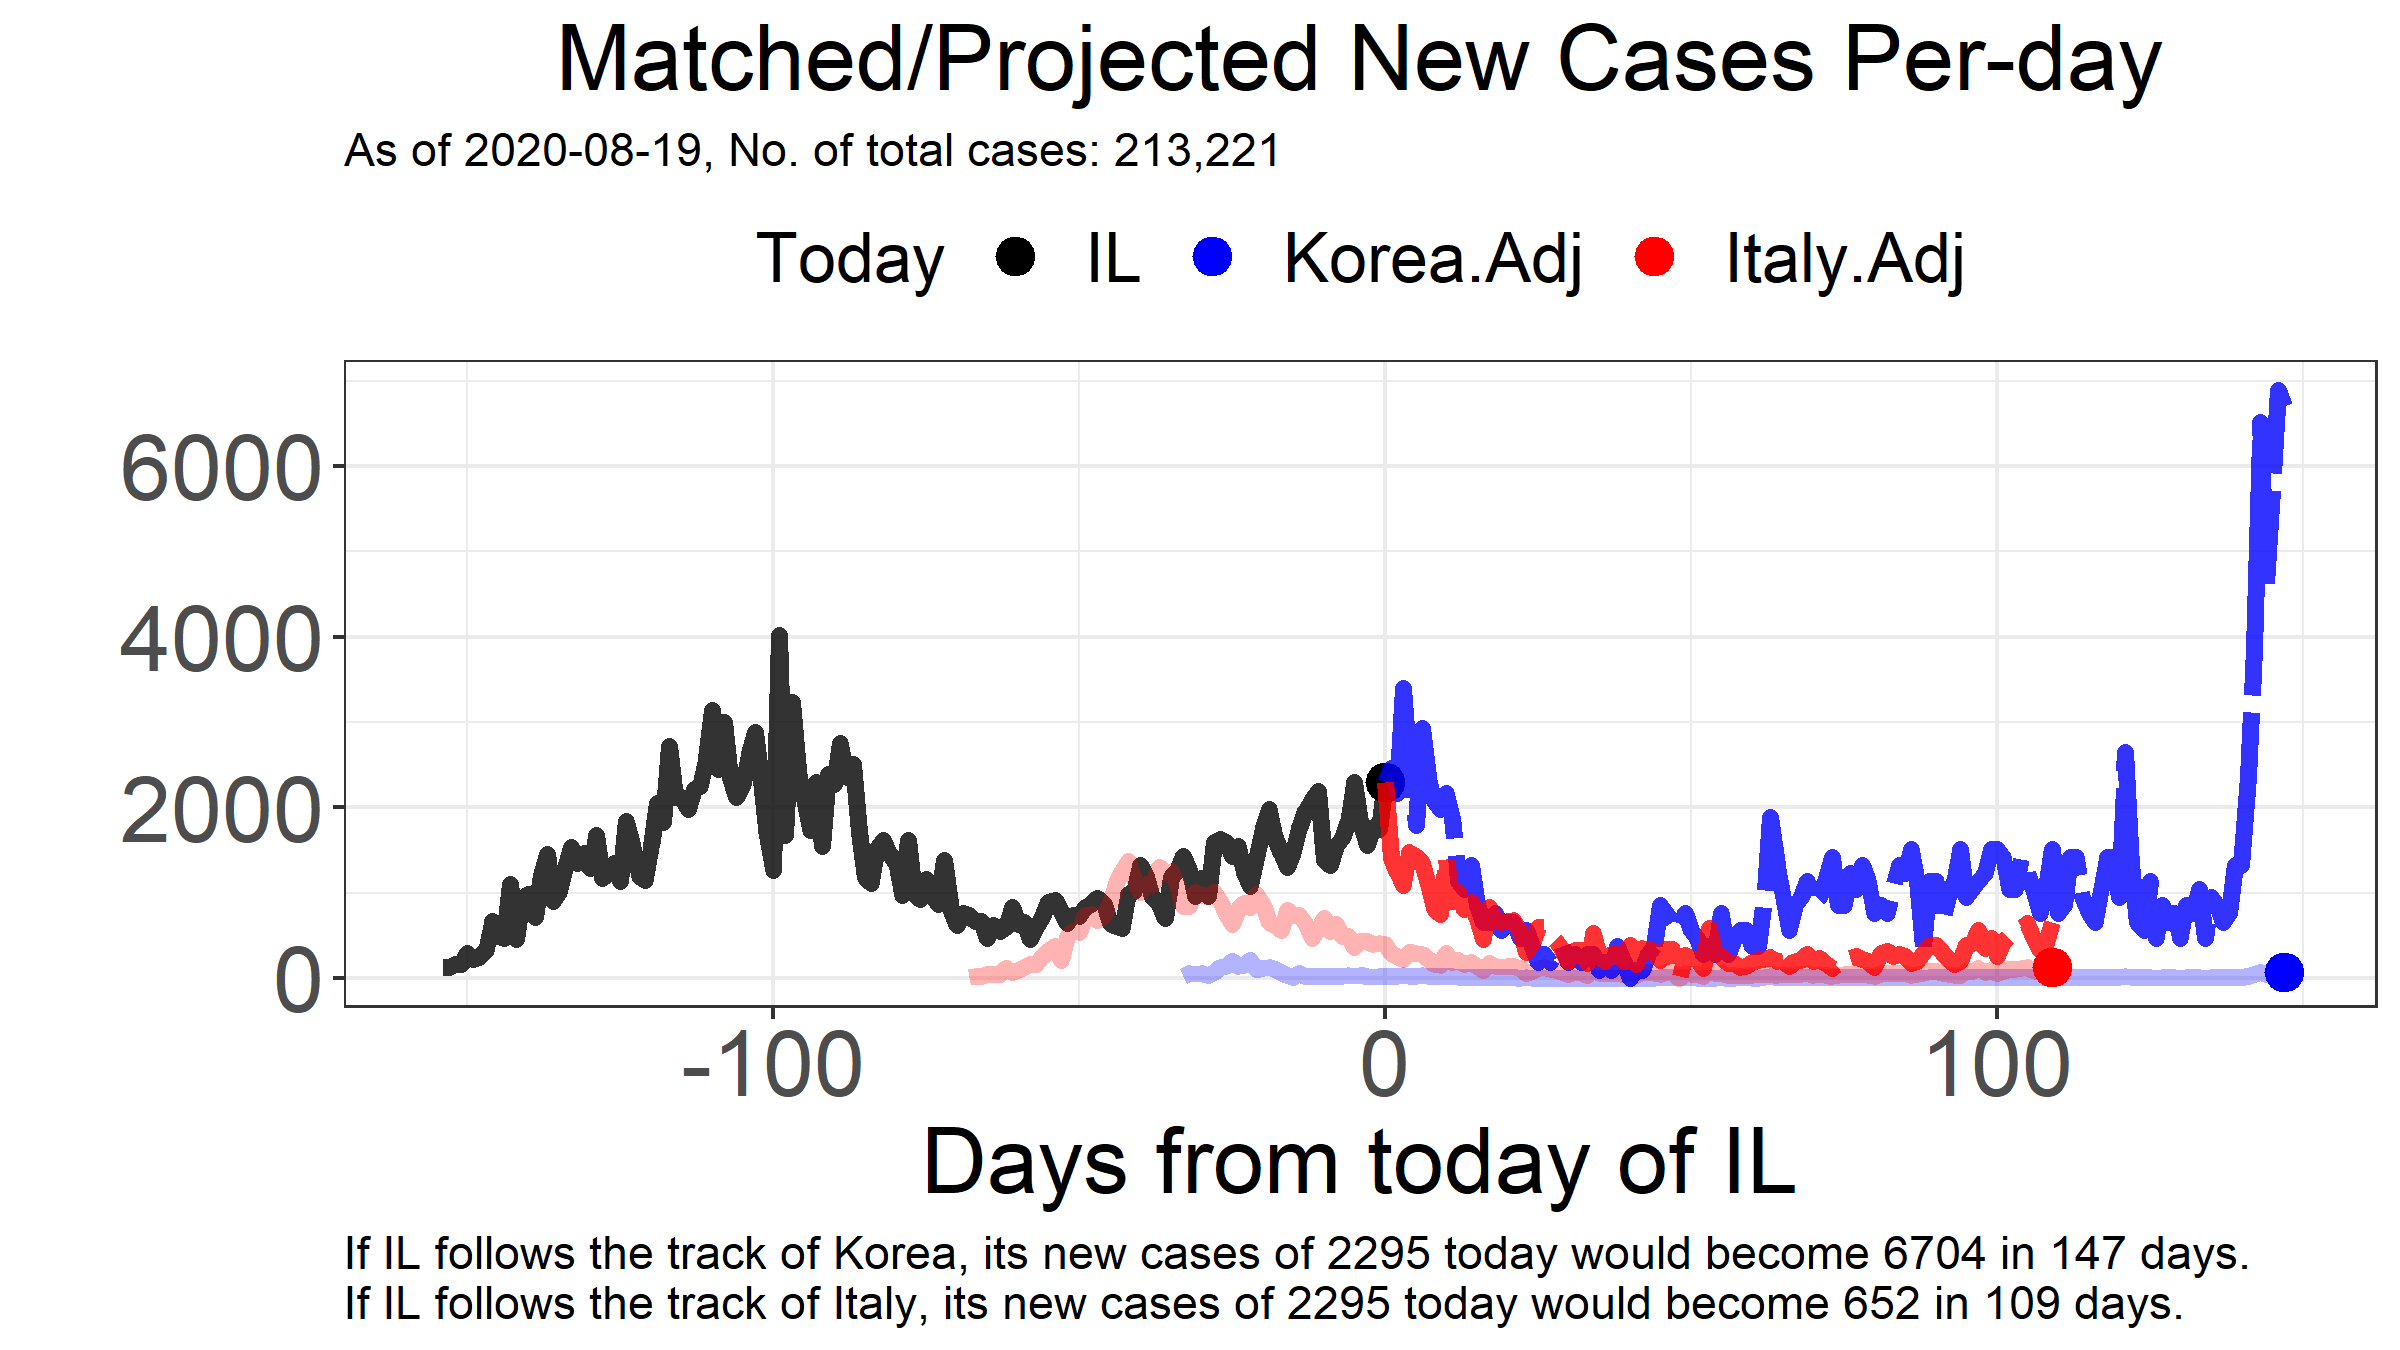 Matched/Projected New Cases Per-day
As of 2020-08-19, No. of total cases: 213,221
Today IL Korea.Adj Italy.Adj
6000
4000
2000
0
-100 0 100
Days from today of IL
If IL follows the track of Korea, its new cases of 2295 today would become 6704 in 147 days.
If IL follows the track of Italy, its new cases of 2295 today would become 652 in 109 days.